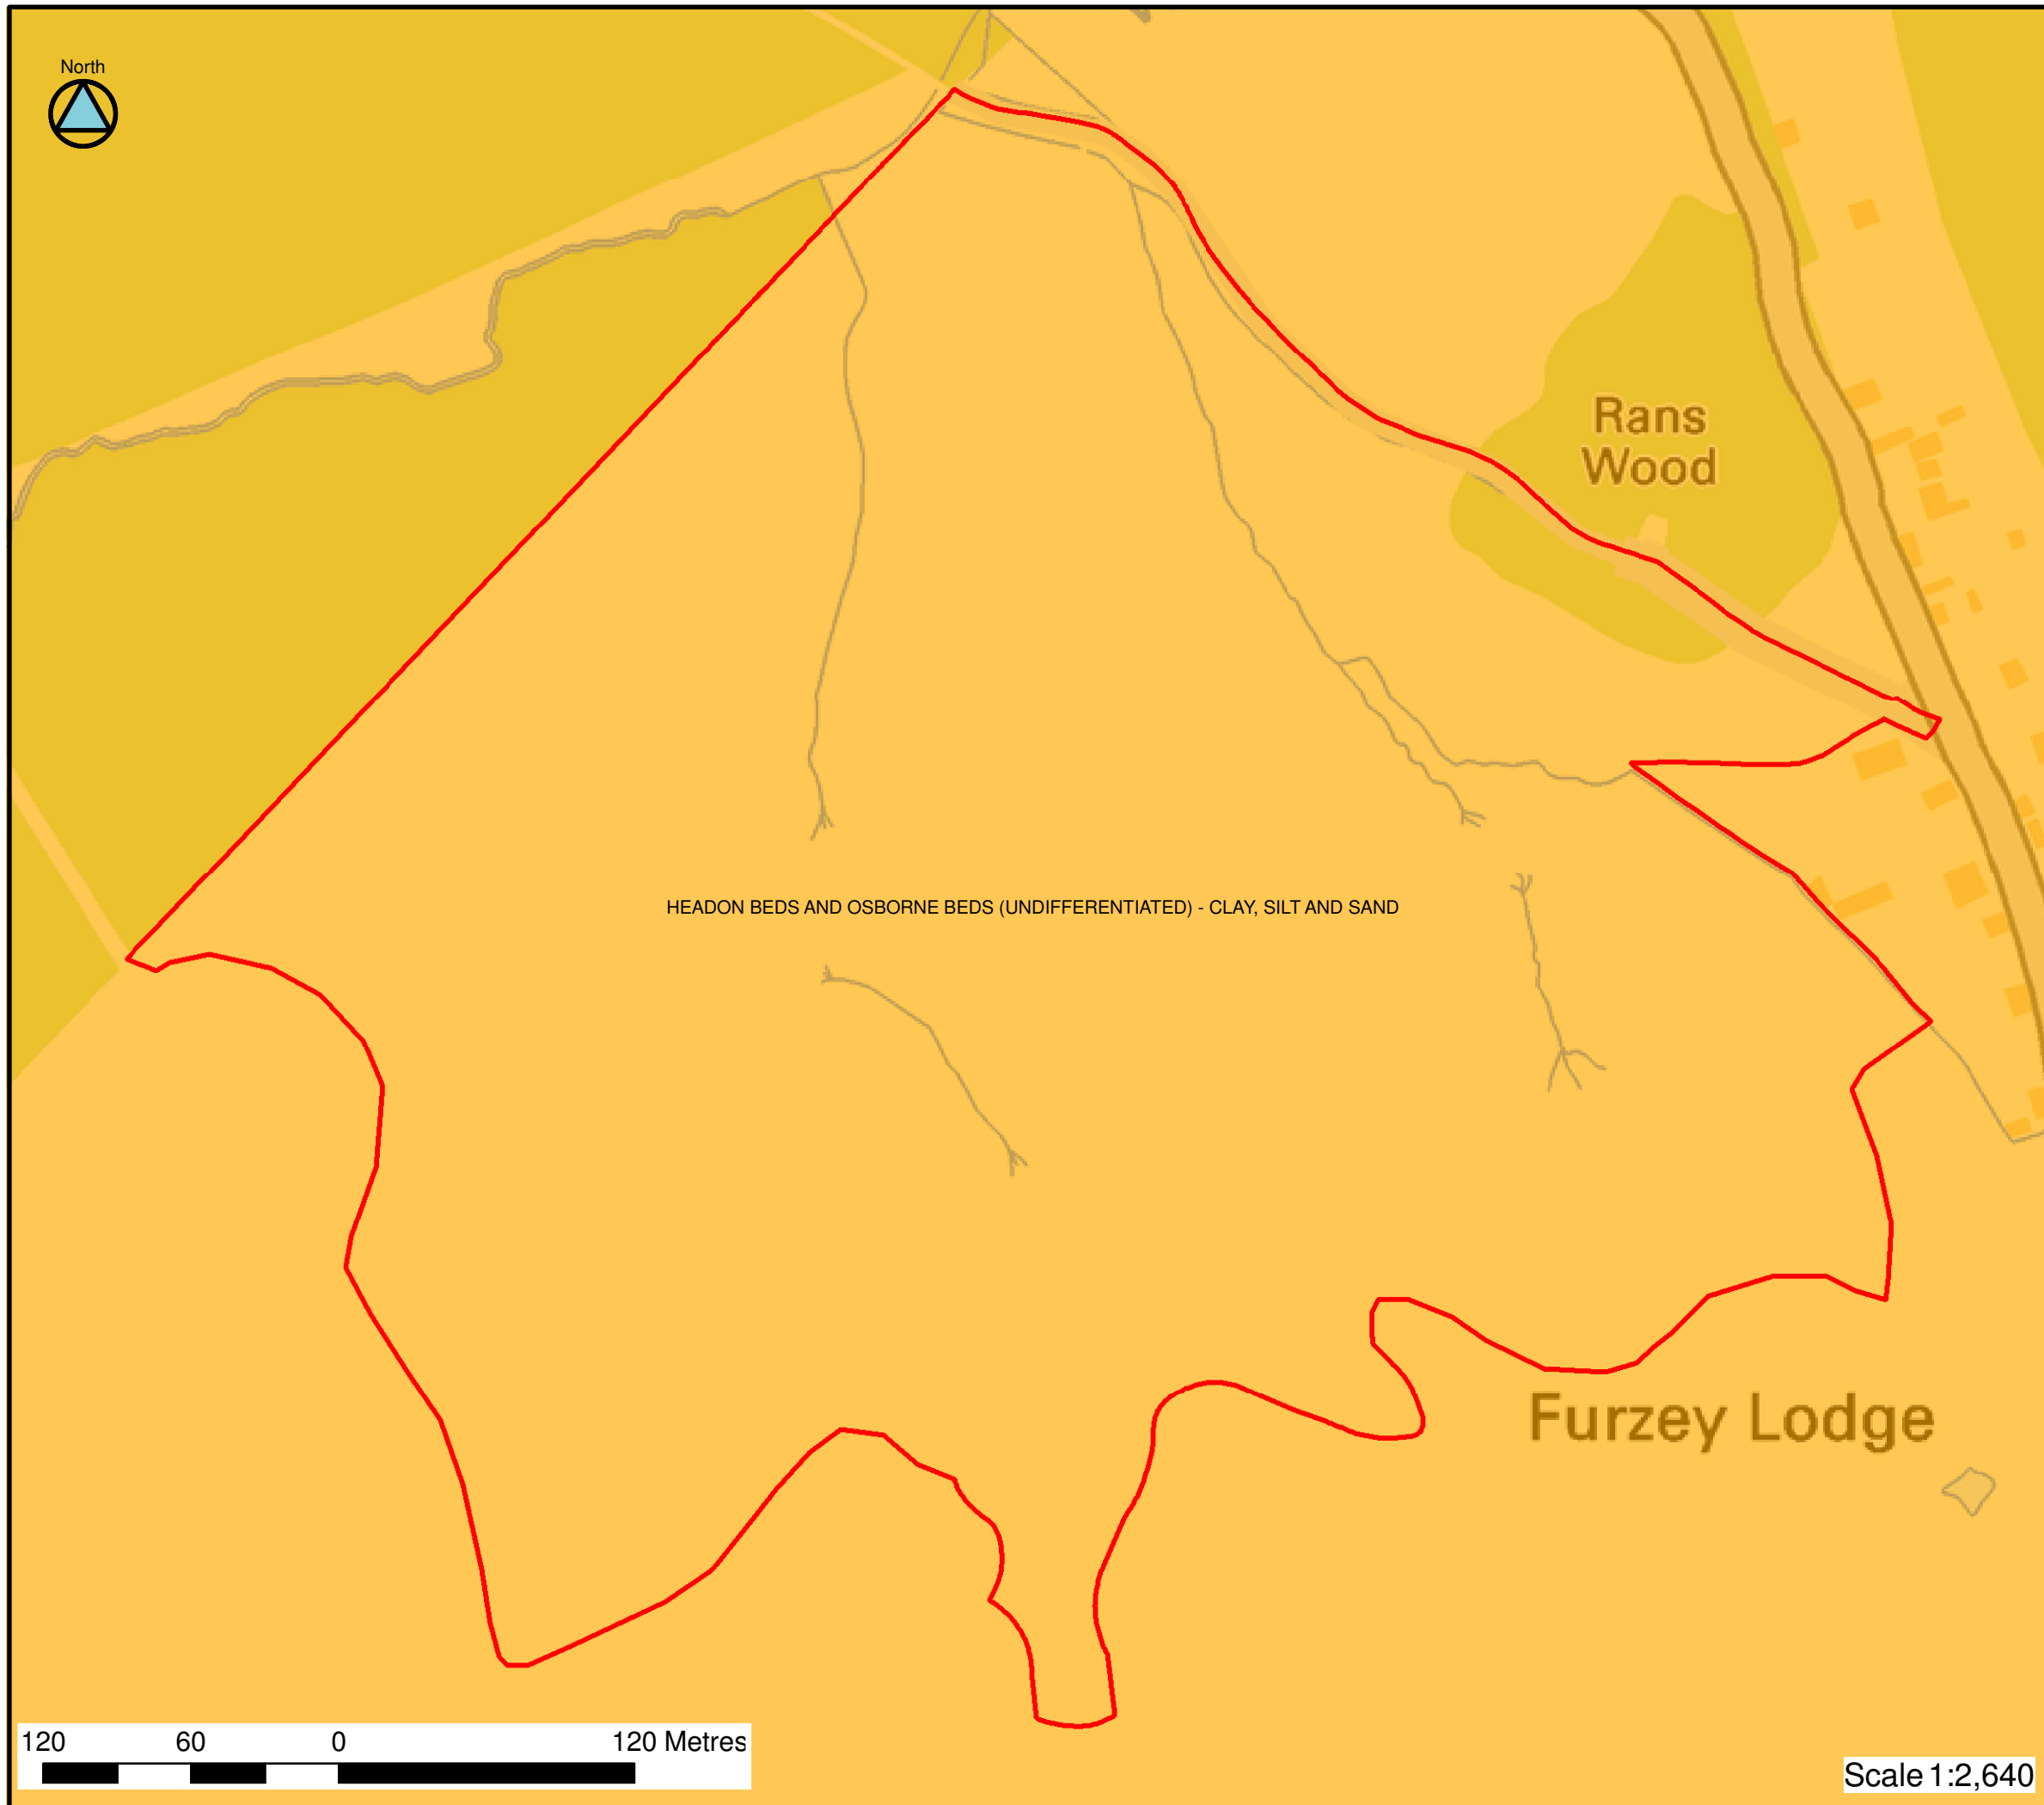 North
Rans
Wood
HEADON BEDS AND OSBORNE BEDS (UNDIFFERENTIATED) - CLAY, SILT AND SAND
Furzey Lodge
120 60 0 120 Metres
Scale 1:2,640